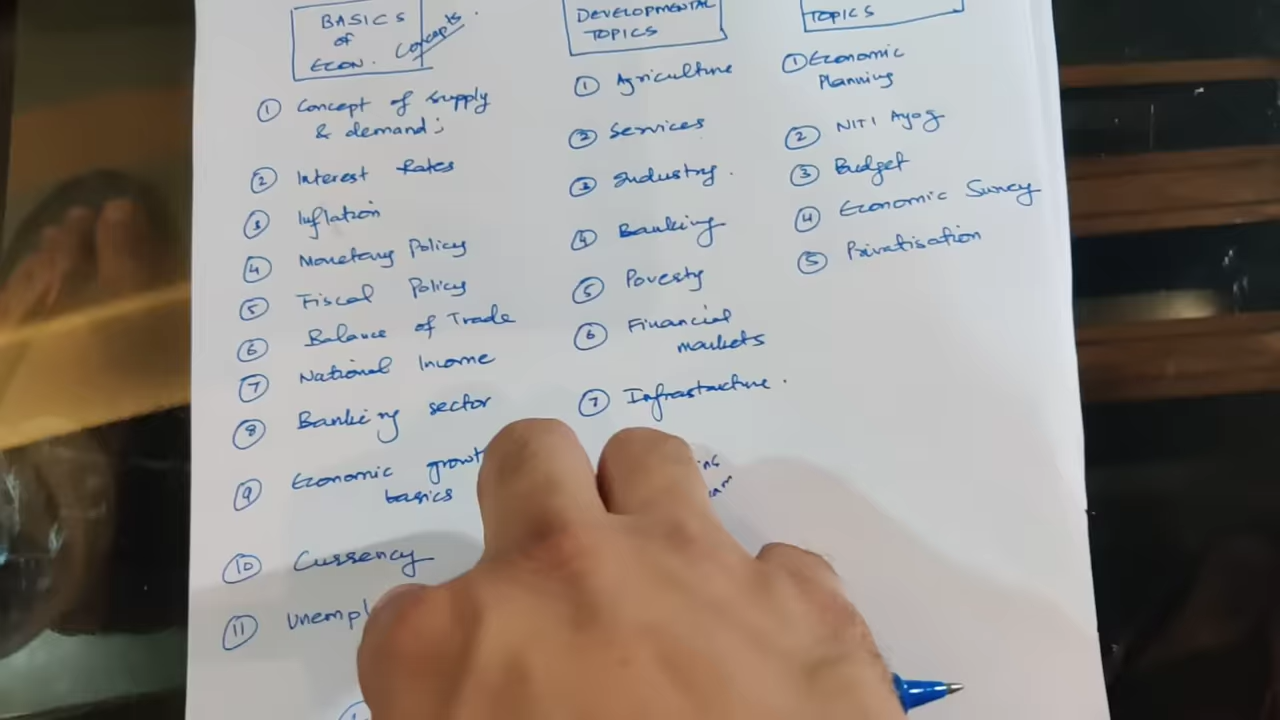 BASICS
of
ECON. Concepts.
① Concept of supply
& demand;
② Interest Rates
③ Inflation
④ Monetary Policy
⑤ Fiscal Policy
⑥ Balance of Trade
⑦ National Income
⑧ Banking sector
⑨ Economic growt
basics
⑩ Currency
⑪ Unempl
DEVELOPMENTAL
TOPICS
① Agriculture
② Services
③ Industry.
④ Banking
⑤ Poverty
⑥ Financial
markets
⑦ Infrastructure.
TOPICS
① Economic
Planning
② NITI Ayog
③ Budget
④ Economic Survey
⑤ Privatisation